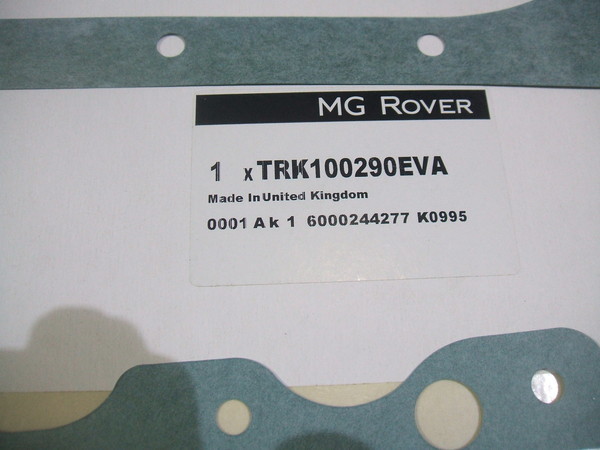 MG ROVER
1 x TRK100290EVA
Made In United Kingdom
0001 A k 1 6000244277 K0995